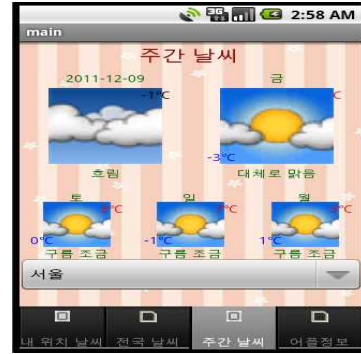 3G 2:58 AM
main
주간 날씨
2011-12-09 금
-1°C °C
-3°C
흐림 대체로 맑음
토 일 월
°C °C °C
0°C -1°C 1°C
구름 조금 구름 조금 구름 조금
서울
내 위치 날씨 전국 날씨 주간 날씨 어플정보